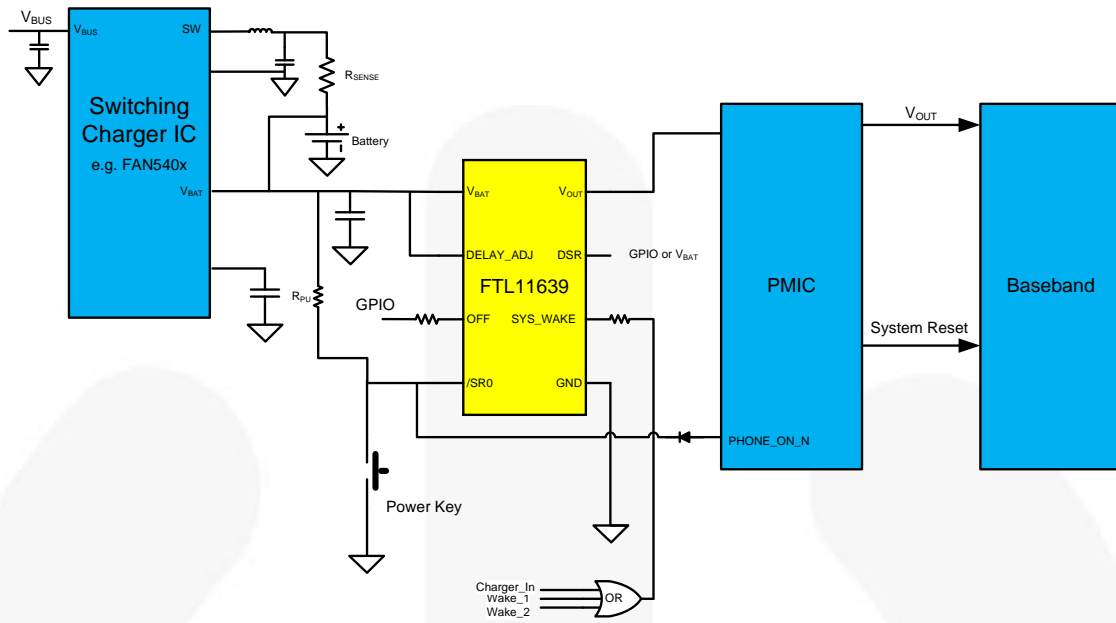 VBUS
VBUS
SW
Switching
Charger IC
e.g. FAN540x
VBAT
RSENSE
+
Battery
-
RPU
GPIO
VBAT
VOUT
DELAY_ADJ
DSR
FTL11639
OFF
SYS_WAKE
/SR0
GND
GPIO or VBAT
PMIC
PHONE_ON_N
VOUT
System Reset
Baseband
Power Key
Charger_In
Wake_1
Wake_2
OR